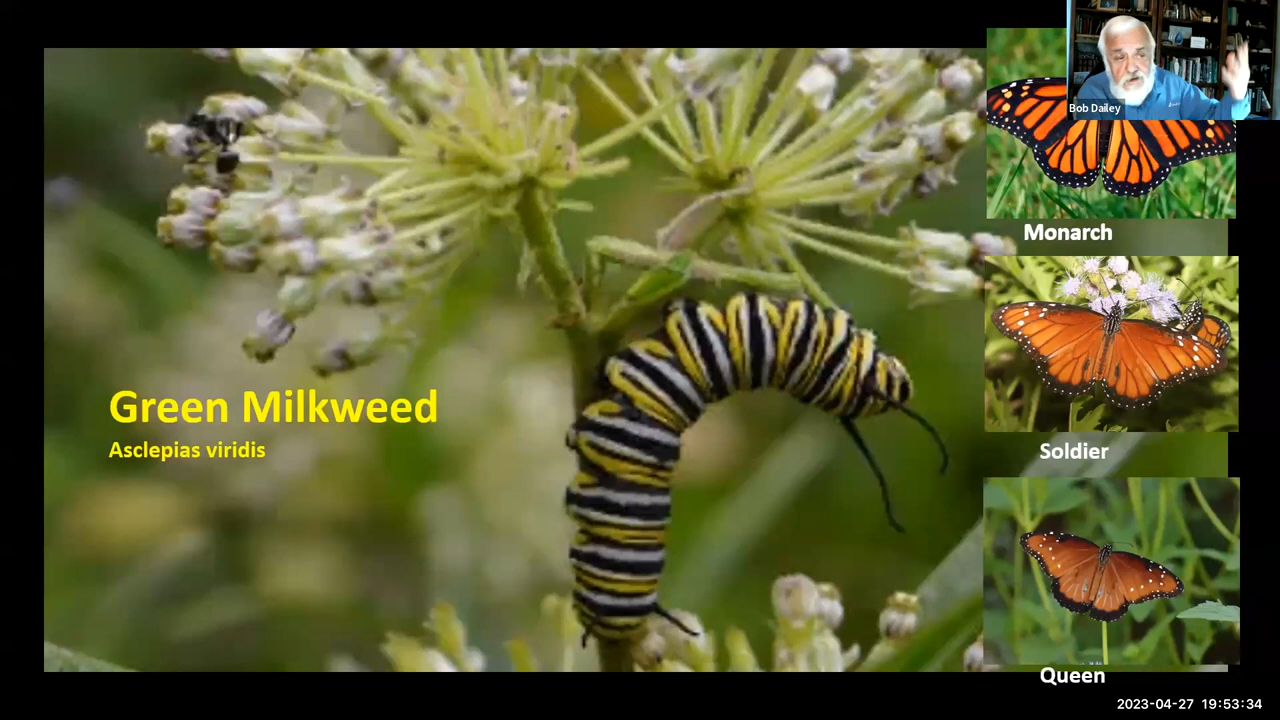 Bob Dailey
Monarch
Green Milkweed
Asclepias viridis
Soldier
Queen
2023-04-27 19:53:34